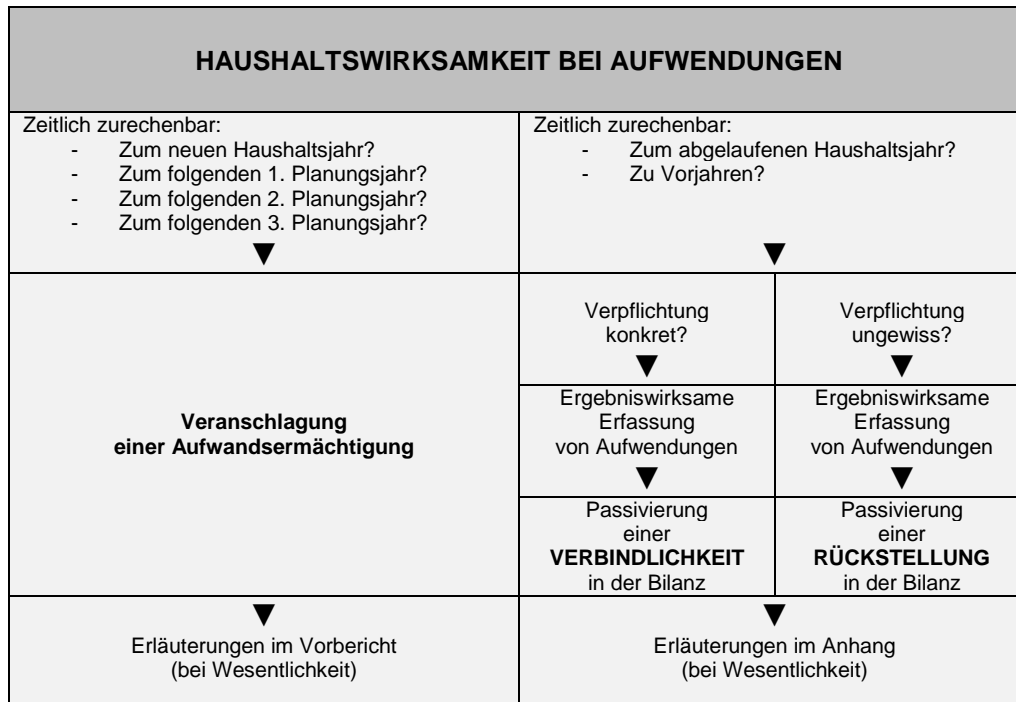 HAUSHALTSWIRKSAMKEIT BEI AUFWENDUNGEN
Zeitlich zurechenbar:
- Zum neuen Haushaltsjahr?
- Zum folgenden 1. Planungsjahr?
- Zum folgenden 2. Planungsjahr?
- Zum folgenden 3. Planungsjahr?
Zeitlich zurechenbar:
- Zum abgelaufenen Haushaltsjahr?
- Zu Vorjahren?
Veranschlagung
einer Aufwandsermächtigung
Verpflichtung
konkret?
Ergebniswirksame
Erfassung
von Aufwendungen
Passivierung
einer
VERBINDLICHKEIT
in der Bilanz
Verpflichtung
ungewiss?
Ergebniswirksame
Erfassung
von Aufwendungen
Passivierung
einer
RÜCKSTELLUNG
in der Bilanz
Erläuterungen im Vorbericht
(bei Wesentlichkeit)
Erläuterungen im Anhang
(bei Wesentlichkeit)